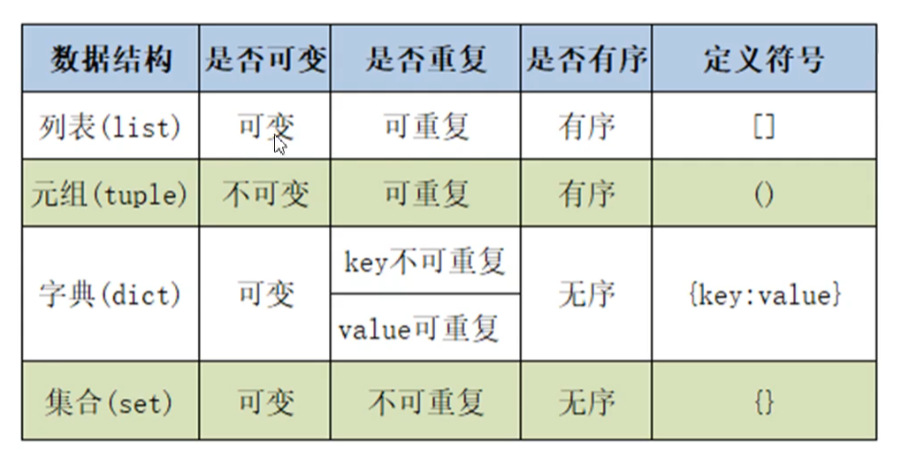 数据结构 是否可变 是否重复 是否有序 定义符号
列表(list) 可变 可重复 有序 []
元组(tuple) 不可变 可重复 有序 ()
字典(dict) 可变 key不可重复 无序 {key:value}
value可重复
集合(set) 可变 不可重复 无序 {}